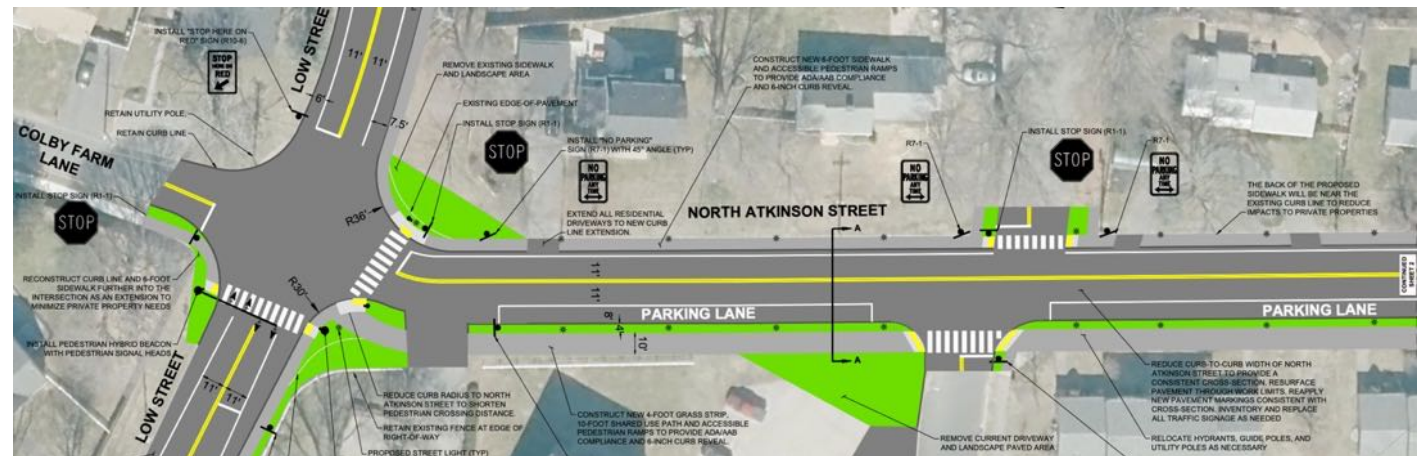 INSTALL "STOP HERE ON
RED" SIGN (R10-6)
STOP
HERE ON
RED
LOW STREET
11'
11'
6'
7.5'
REMOVE EXISTING SIDEWALK
AND LANDSCAPE AREA
EXISTING EDGE-OF-PAVEMENT
INSTALL STOP SIGN (R1-1)
STOP
INSTALL "NO PARKING"
SIGN (R7-1) WITH 45° ANGLE (TYP)
NO
PARKING
ANY
TIME
CONSTRUCT NEW 6-FOOT SIDEWALK
AND ACCESSIBLE PEDESTRIAN RAMPS
TO PROVIDE ADA/AAB COMPLIANCE
AND 6-INCH CURB REVEAL.
R7-1
NO
PARKING
ANY
TIME
INSTALL STOP SIGN (R1-1)
STOP
R7-1
NO
PARKING
ANY
TIME
THE BACK OF THE PROPOSED
SIDEWALK WILL BE NEAR THE
EXISTING CURB LINE TO REDUCE
IMPACTS TO PRIVATE PROPERTIES
RETAIN UTILITY POLE.
RETAIN CURB LINE
COLBY FARM
LANE
INSTALL STOP SIGN (R1-1)
STOP
R36'
EXTEND ALL RESIDENTIAL
DRIVEWAYS TO NEW CURB
LINE EXTENSION.
NORTH ATKINSON STREET
A
11'
11'
CONTINUED
SHEET 2
RECONSTRUCT CURB LINE AND 6-FOOT
SIDEWALK FURTHER INTO THE
INTERSECTION AS AN EXTENSION TO
MINIMIZE PRIVATE PROPERTY NEEDS
R30'
8'
4'
10'
PARKING LANE
PARKING LANE
A
INSTALL PEDESTRIAN HYBRID BEACON
WITH PEDESTRIAN SIGNAL HEADS
LOW STREET
11'
11'
REDUCE CURB RADIUS TO NORTH
ATKINSON STREET TO SHORTEN
PEDESTRIAN CROSSING DISTANCE.
RETAIN EXISTING FENCE AT EDGE OF
RIGHT-OF-WAY
PROPOSED STREET LIGHT (TYP)
CONSTRUCT NEW 4-FOOT GRASS STRIP,
10-FOOT SHARED USE PATH AND ACCESSIBLE
PEDESTRIAN RAMPS TO PROVIDE ADA/AAB
COMPLIANCE AND 6-INCH CURB REVEAL.
REMOVE CURRENT DRIVEWAY
AND LANDSCAPE PAVED AREA
REDUCE CURB-TO-CURB WIDTH OF NORTH
ATKINSON STREET TO PROVIDE A
CONSISTENT CROSS-SECTION. RESURFACE
PAVEMENT THROUGH WORK LIMITS. REAPPLY
NEW PAVEMENT MARKINGS CONSISTENT WITH
CROSS-SECTION. INVENTORY AND REPLACE
ALL TRAFFIC SIGNAGE AS NEEDED
RELOCATE HYDRANTS, GUIDE POLES, AND
UTILITY POLES AS NECESSARY